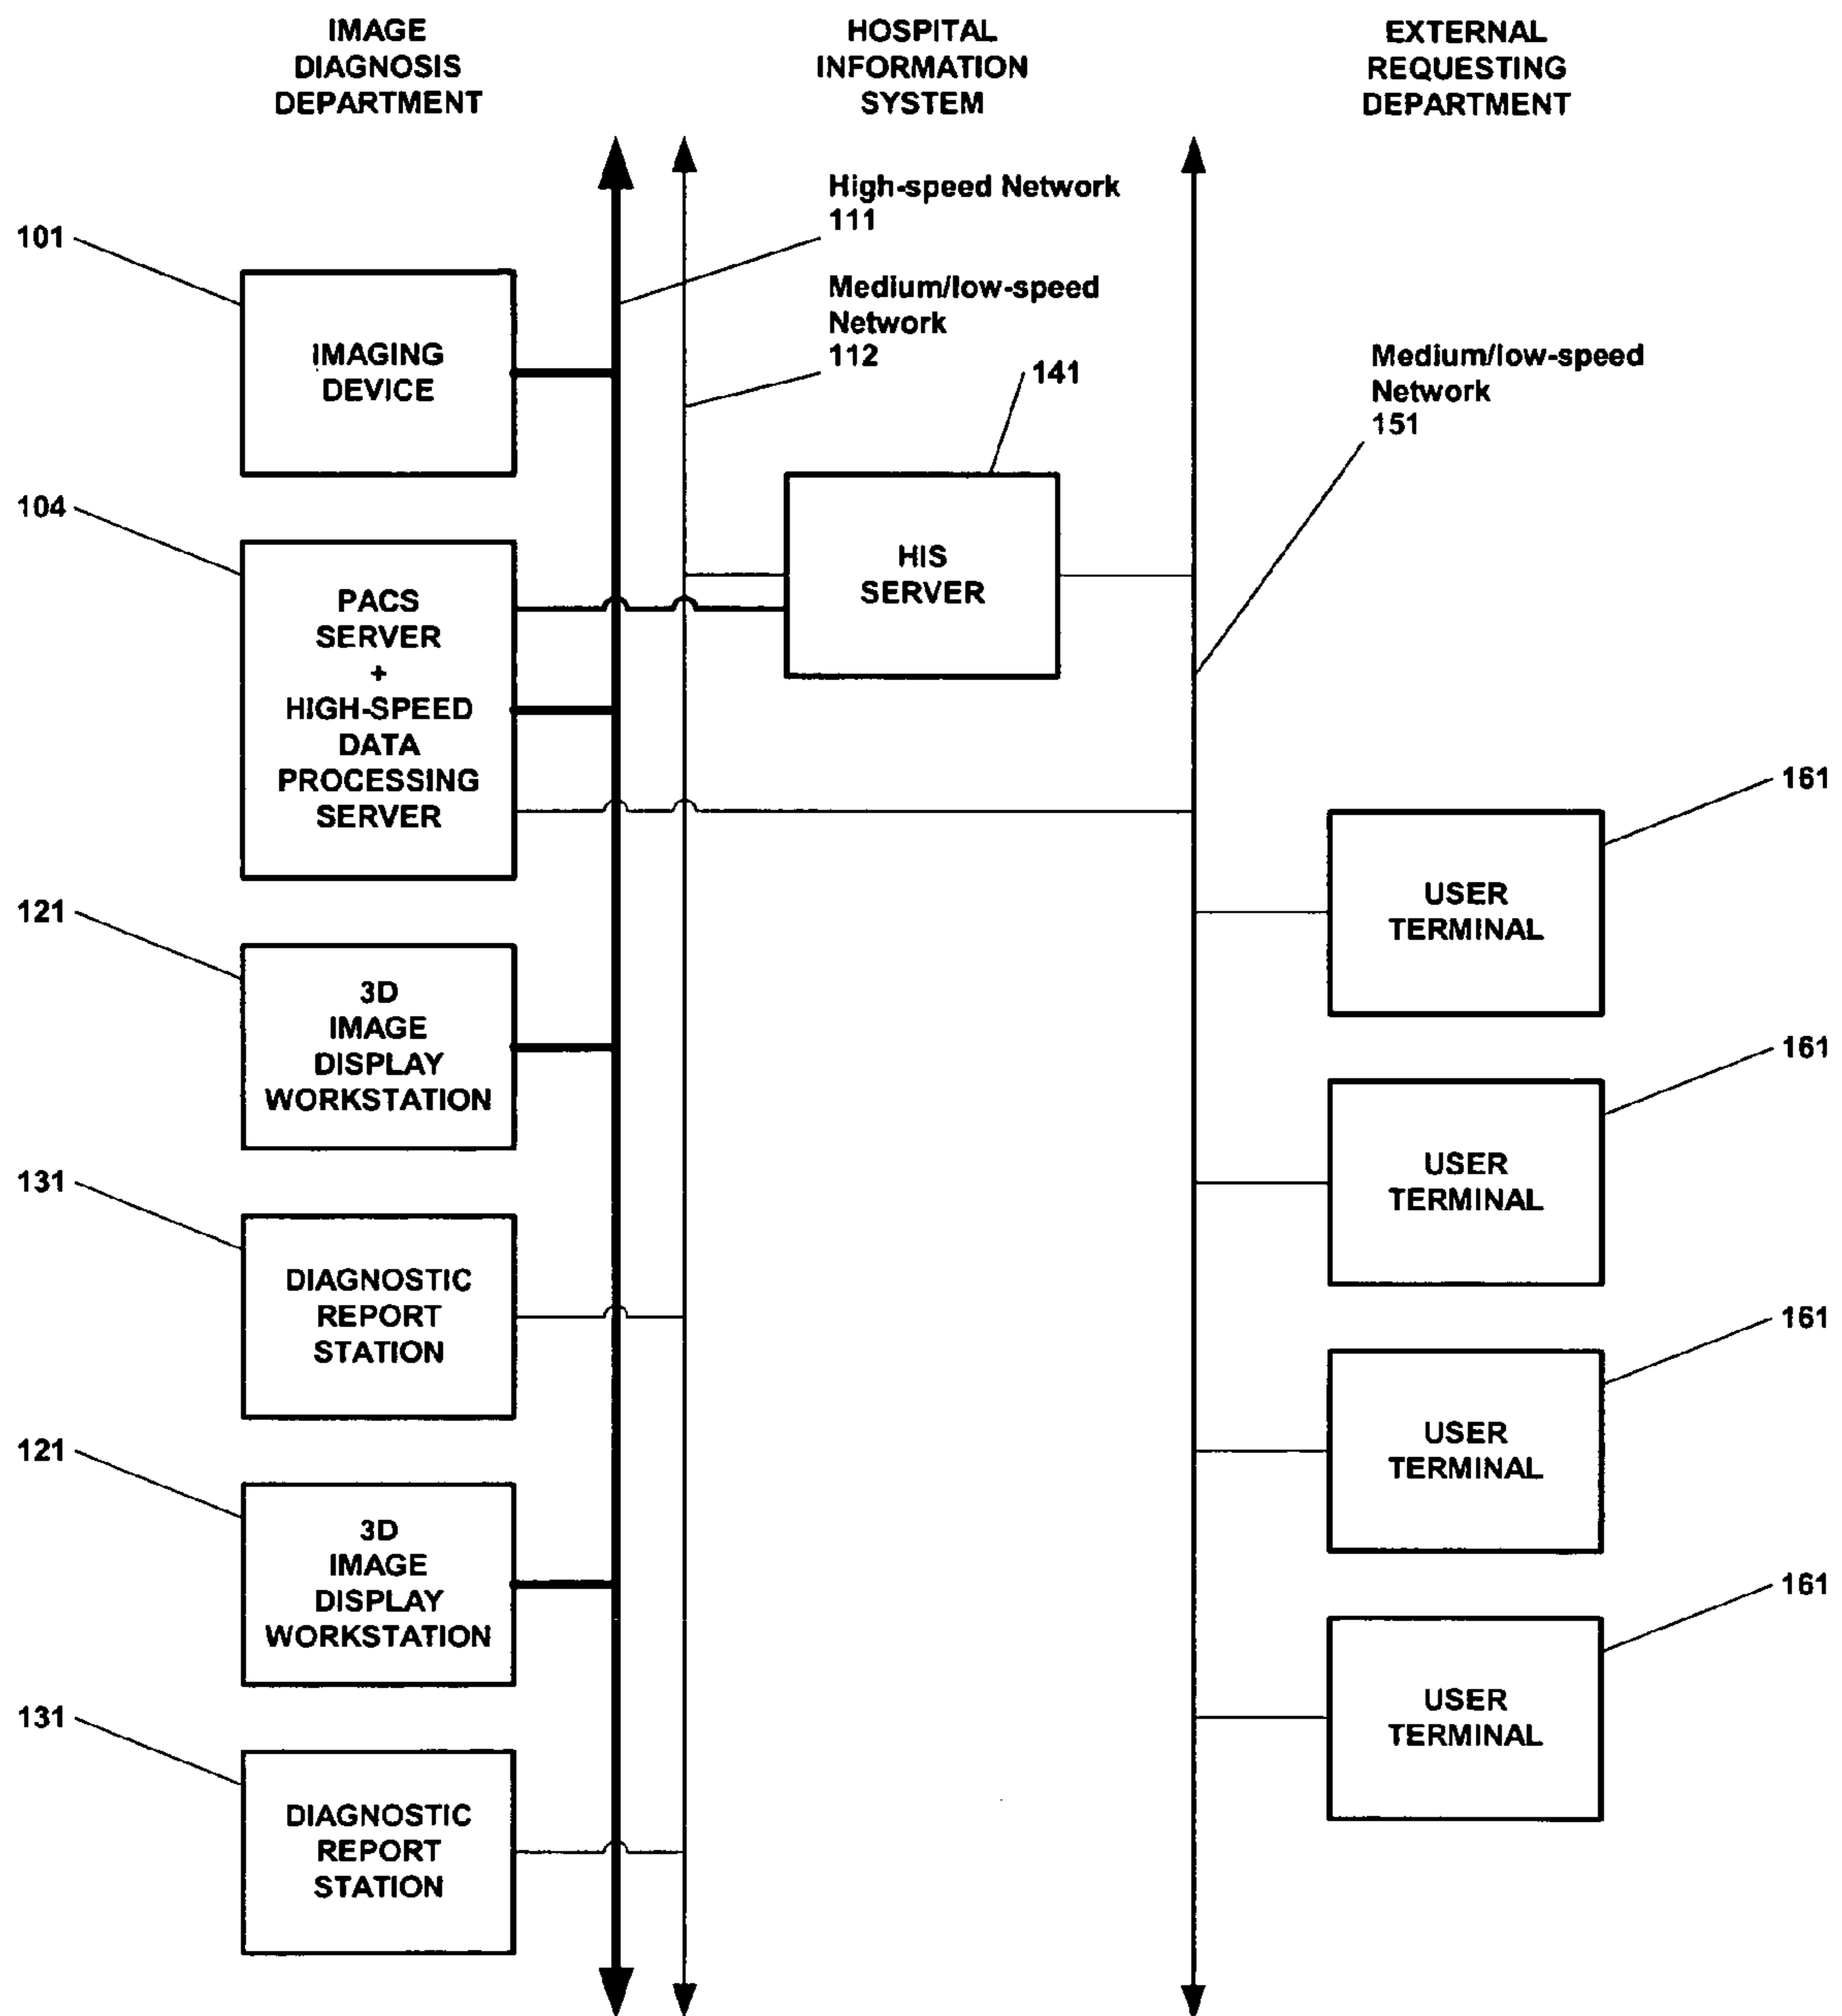 IMAGE
DIAGNOSIS
DEPARTMENT
HOSPITAL
INFORMATION
SYSTEM
EXTERNAL
REQUESTING
DEPARTMENT
High-speed Network
111
Medium/low-speed
Network
112
Medium/low-speed
Network
151
101
IMAGING
DEVICE
141
HIS
SERVER
104
PACS
SERVER
+
HIGH-SPEED
DATA
PROCESSING
SERVER
161
USER
TERMINAL
121
3D
IMAGE
DISPLAY
WORKSTATION
161
USER
TERMINAL
131
DIAGNOSTIC
REPORT
STATION
161
USER
TERMINAL
121
3D
IMAGE
DISPLAY
WORKSTATION
161
USER
TERMINAL
131
DIAGNOSTIC
REPORT
STATION